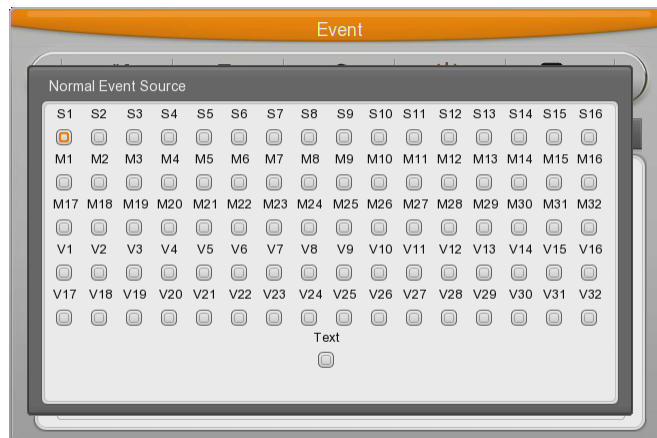 Event
Normal Event Source
S1 S2 S3 S4 S5 S6 S7 S8 S9 S10 S11 S12 S13 S14 S15 S16
M1 M2 M3 M4 M5 M6 M7 M8 M9 M10 M11 M12 M13 M14 M15 M16
M17 M18 M19 M20 M21 M22 M23 M24 M25 M26 M27 M28 M29 M30 M31 M32
V1 V2 V3 V4 V5 V6 V7 V8 V9 V10 V11 V12 V13 V14 V15 V16
V17 V18 V19 V20 V21 V22 V23 V24 V25 V26 V27 V28 V29 V30 V31 V32
Text